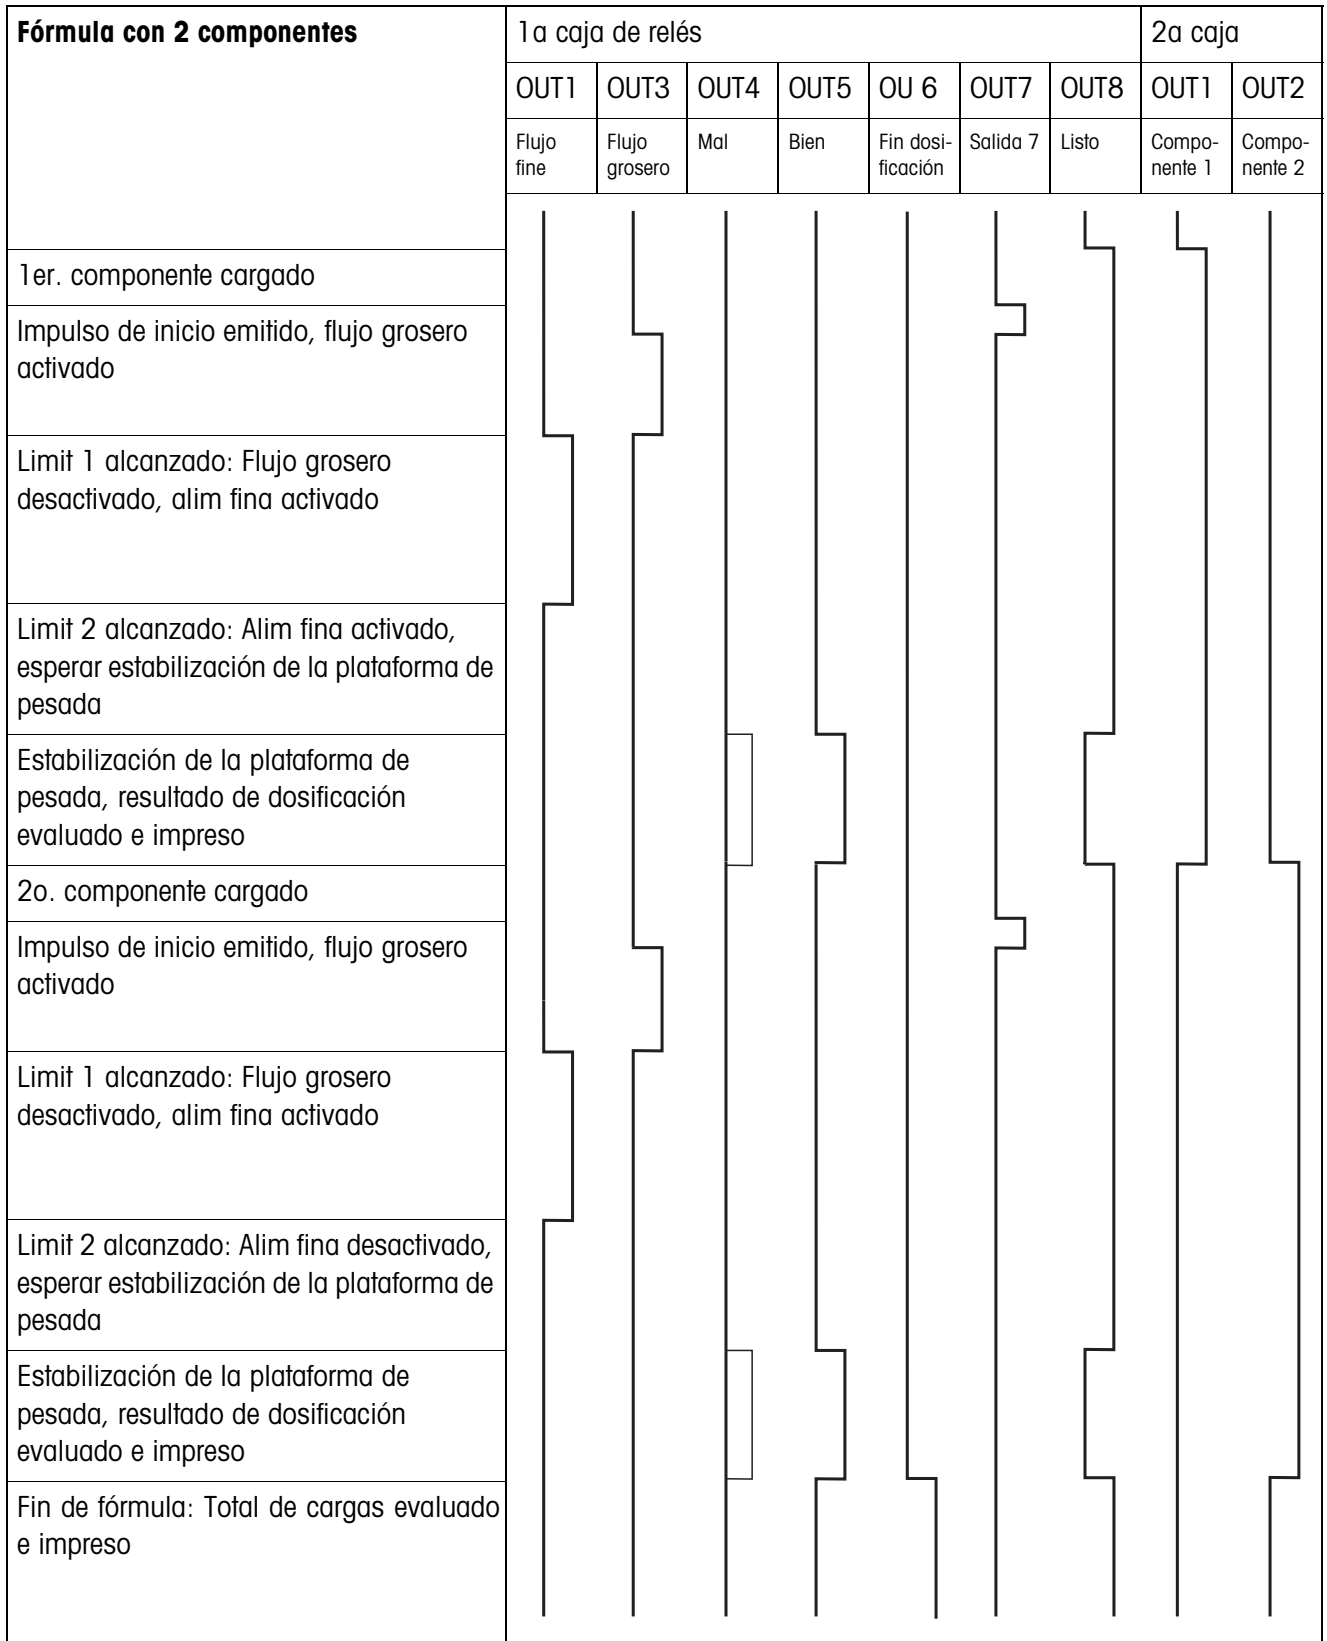 Fórmula con 2 componentes
1a caja de relés
2a caja
OUT1
OUT3
OUT4
OUT5
OU 6
OUT7
OUT8
OUT1
OUT2
Flujo
fine
Flujo
grosero
Mal
Bien
Fin dosi-
ficación
Salida 7
Listo
Compo-
nente 1
Compo-
nente 2
1er. componente cargado
Impulso de inicio emitido, flujo grosero
activado
Limit 1 alcanzado: Flujo grosero
desactivado, alim fina activado
Limit 2 alcanzado: Alim fina activado,
esperar estabilización de la plataforma de
pesada
Estabilización de la plataforma de
pesada, resultado de dosificación
evaluado e impreso
2o. componente cargado
Impulso de inicio emitido, flujo grosero
activado
Limit 1 alcanzado: Flujo grosero
desactivado, alim fina activado
Limit 2 alcanzado: Alim fina desactivado,
esperar estabilización de la plataforma de
pesada
Estabilización de la plataforma de
pesada, resultado de dosificación
evaluado e impreso
Fin de fórmula: Total de cargas evaluado
e impreso